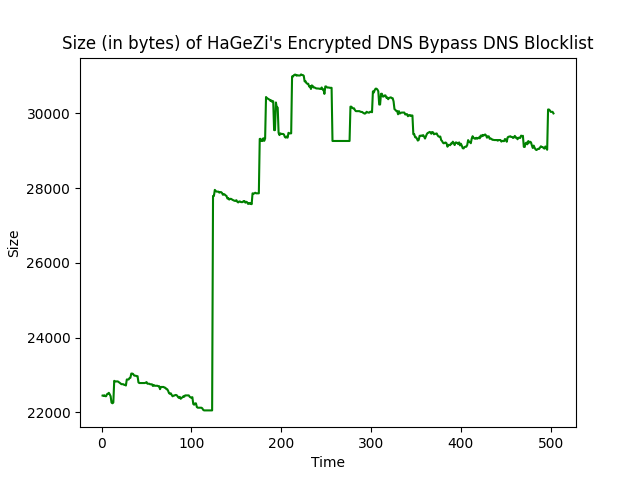 Size (in bytes) of HaGeZi's Encrypted DNS Bypass DNS Blocklist
30000
28000
26000
24000
22000
Size
0 100 200 300 400 500
Time